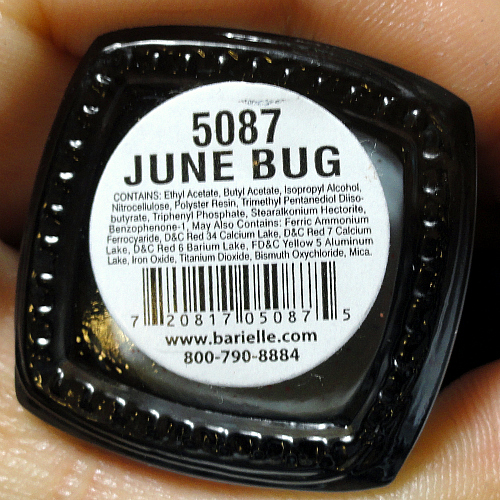 5087
JUNE BUG
CONTAINS: Ethyl Acetate, Butyl Acetate, Isopropyl Alcohol,
Nitrocellulose, Polyster Resin, Trimethyl Pentanediol Diiso-
butyrate, Triphenyl Phosphate, Stearalkonium Hectorite,
Benzophenone-1, May Also Contains: Ferric Ammonium
Ferrocyaride, D&C Red 34 Calcium Lake, D&C Red 7 Calcium
Lake, D&C Red 6 Barium Lake, FD&C Yellow 5 Aluminum
Lake, Iron Oxide, Titanium Dioxide, Bismuth Oxychloride, Mica.
7 20817 05087 5
www.barielle.com
800-790-8884